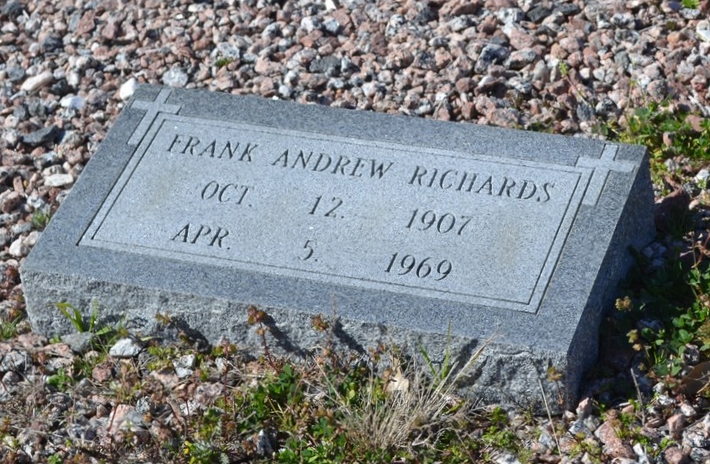 FRANK ANDREW RICHARDS
OCT. 12. 1907
APR. 5. 1969